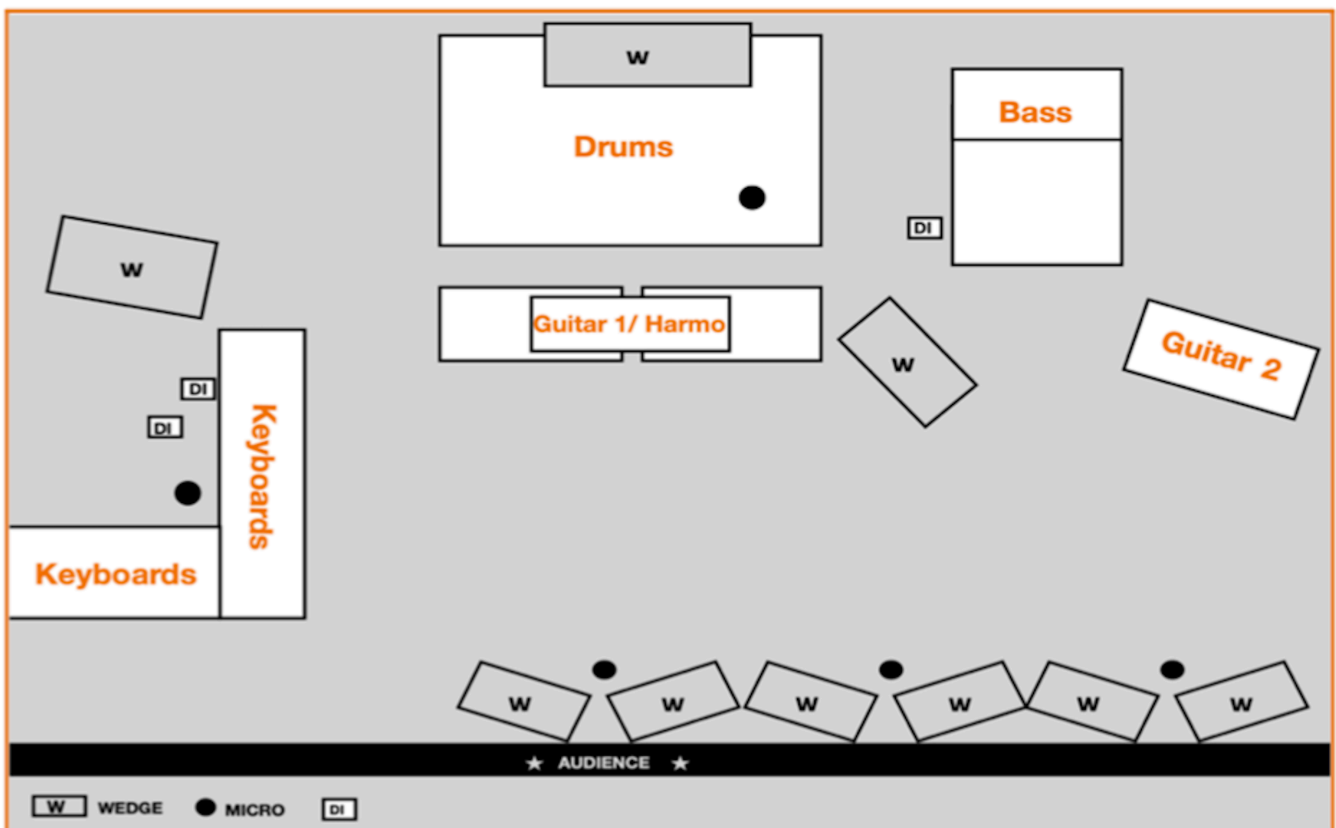 W
Drums
Bass
DI
W
Guitar 1/ Harmo
W
Guitar 2
DI
DI
Keyboards
Keyboards
W
W
W
W
W
W
★ AUDIENCE ★
W WEDGE MICRO DI